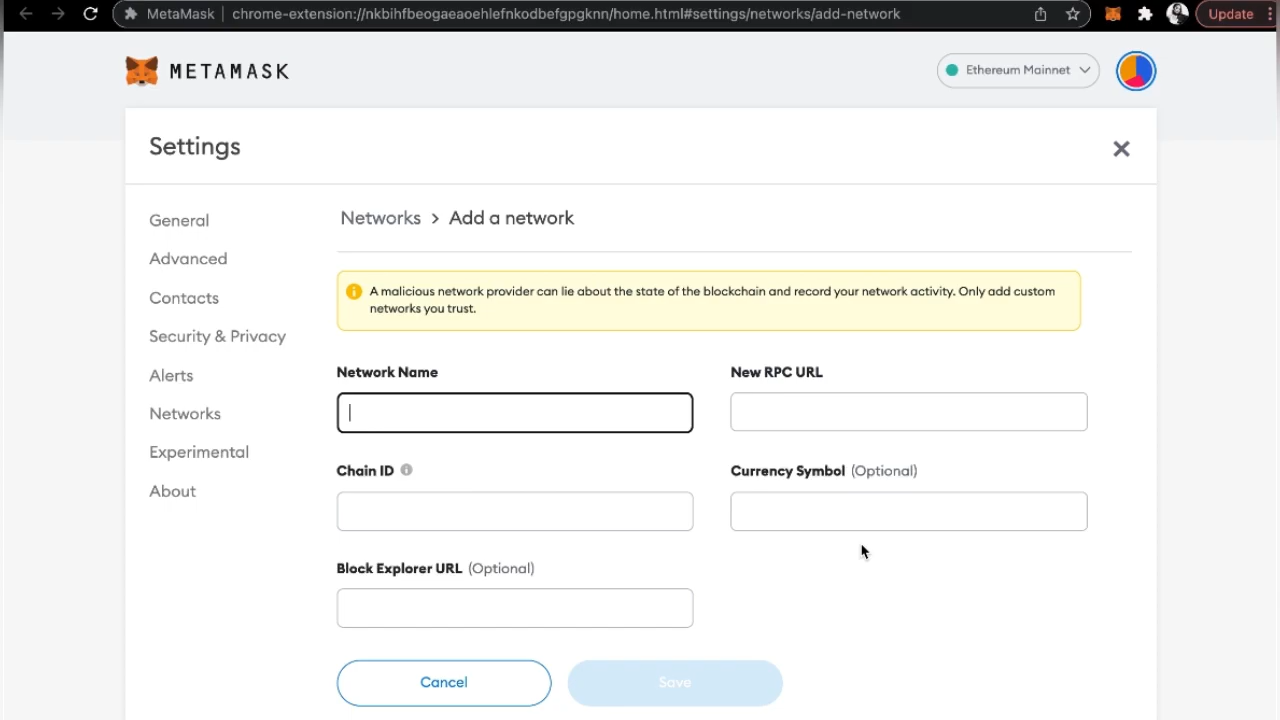 MetaMask | chrome-extension://nkbihfbeogaeaoehlefnkodbefgpgknn/home.html#settings/networks/add-network
Update
METAMASK
Ethereum Mainnet
Settings
General
Advanced
Contacts
Security & Privacy
Alerts
Networks
Experimental
About
Networks > Add a network
A malicious network provider can lie about the state of the blockchain and record your network activity. Only add custom
networks you trust.
Network Name
New RPC URL
Chain ID
Currency Symbol (Optional)
Block Explorer URL (Optional)
Cancel
Save